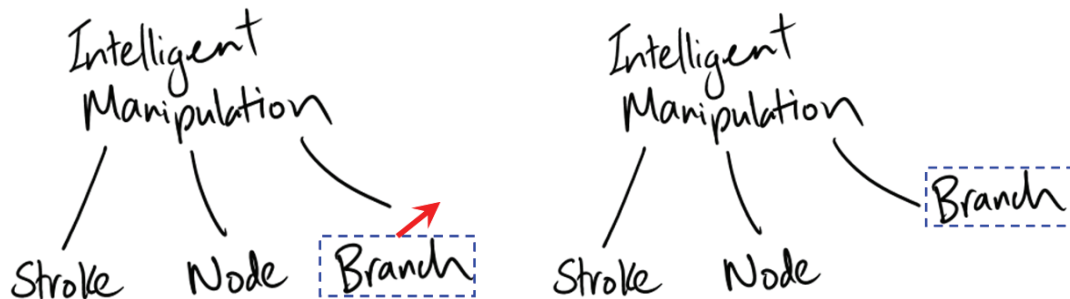 Intelligent
Manipulation
Stroke Node Branch
Intelligent
Manipulation
Branch
Stroke Node